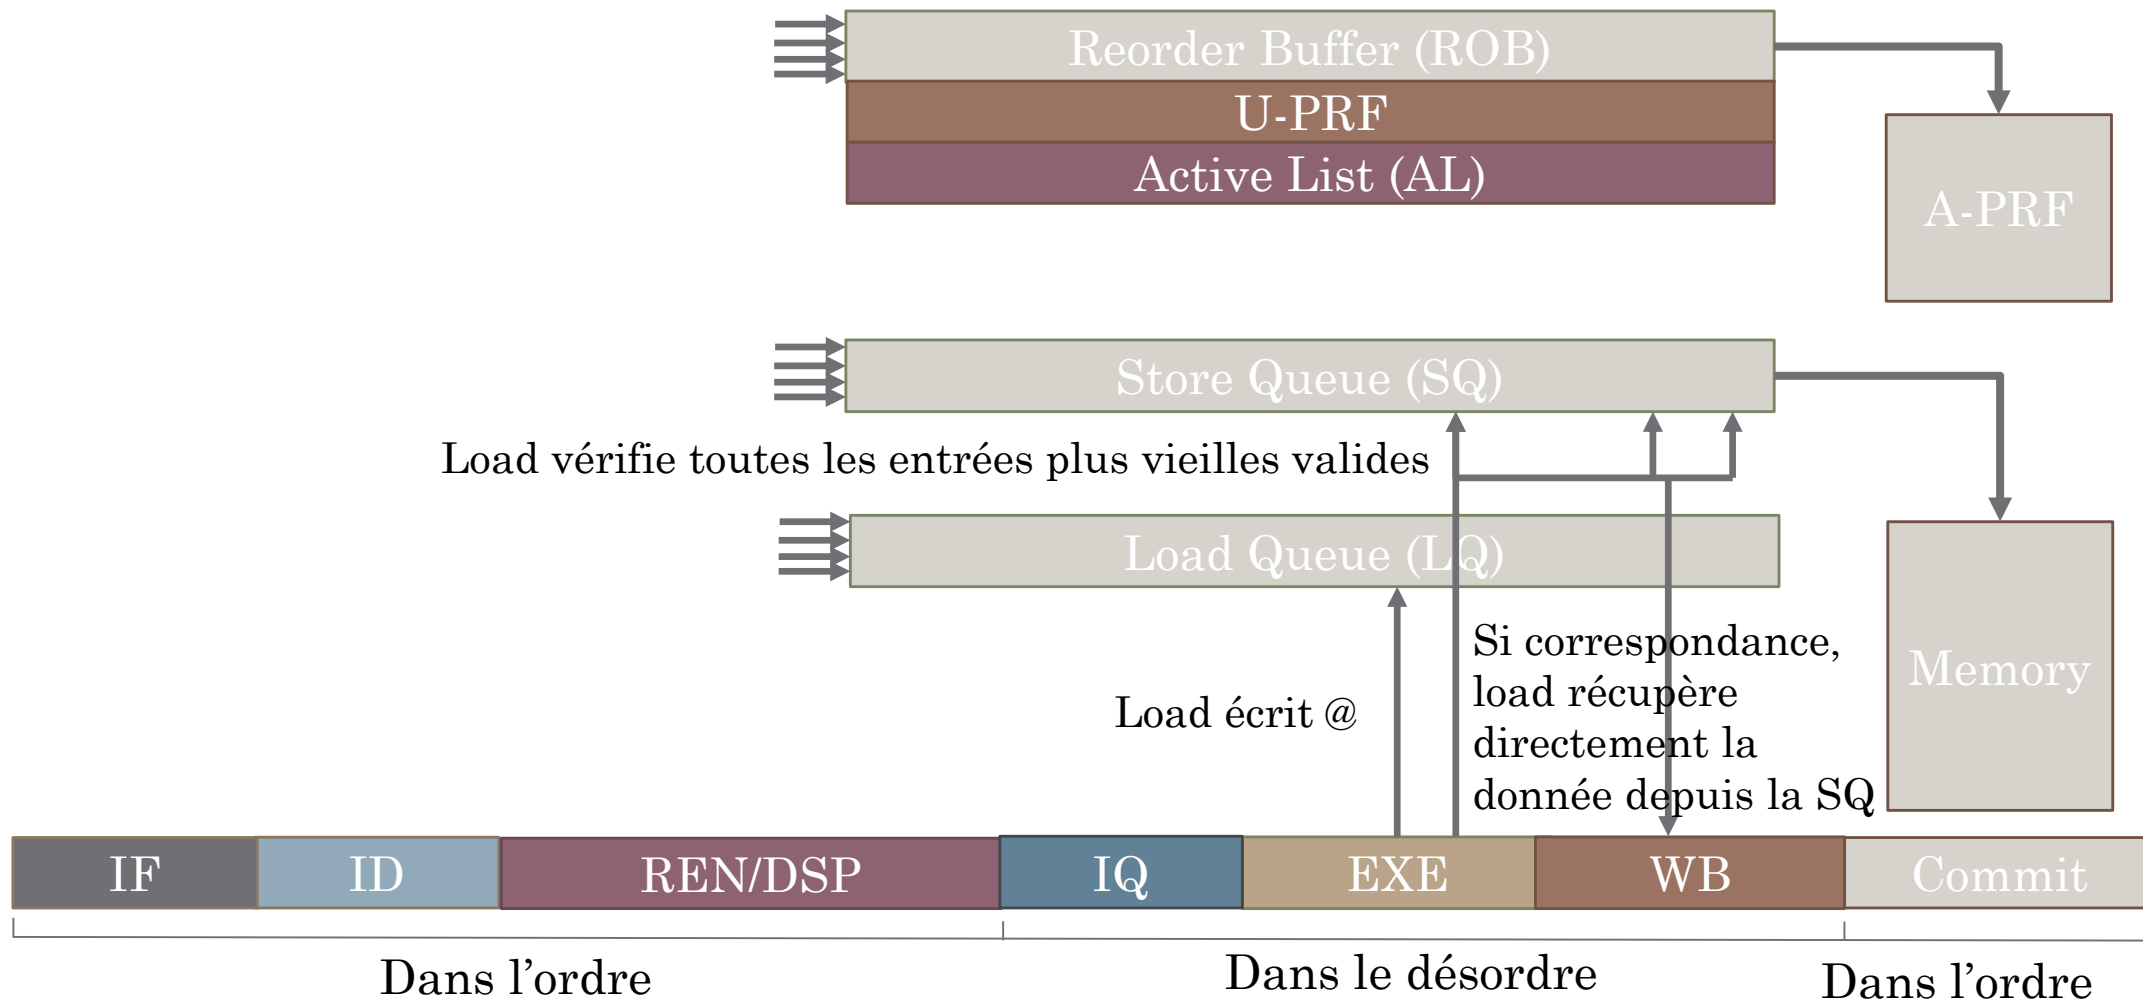 Reorder Buffer (ROB)
U-PRF
Active List (AL)
A-PRF
Store Queue (SQ)
Load vérifie toutes les entrées plus vieilles valides
Load Queue (LQ)
Si correspondance,
load récupère
directement la
donnée depuis la SQ
Memory
Load écrit @
IF
ID
REN/DSP
IQ
EXE
WB
Commit
Dans l'ordre
Dans le désordre
Dans l'ordre